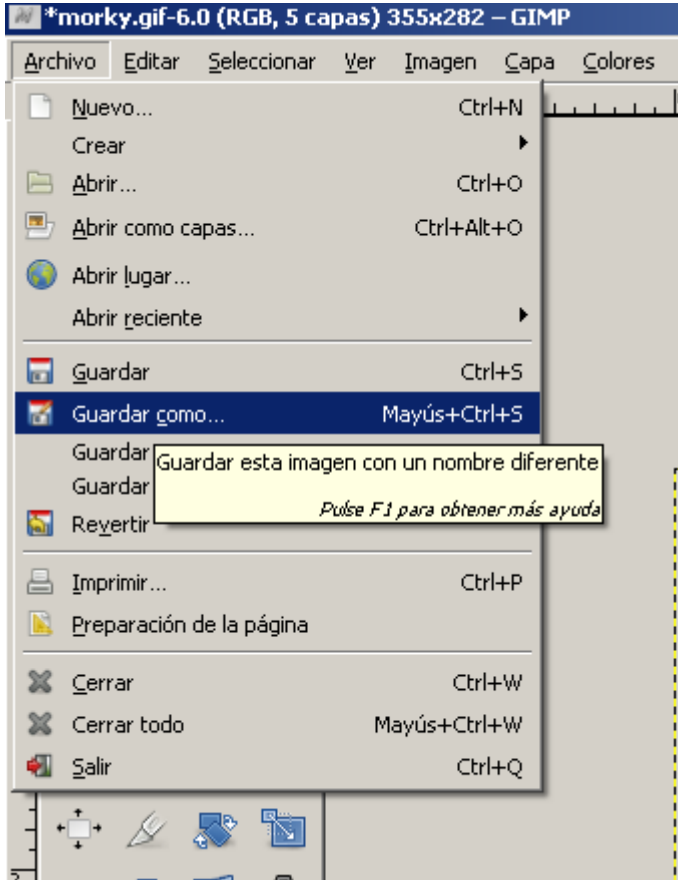 *morky.gif-6.0 (RGB, 5 capas) 355x282 – GIMP
Archivo Editar Seleccionar Ver Imagen Capa Colores
Nuevo... Ctrl+N
Crear
Abrir... Ctrl+O
Abrir como capas... Ctrl+Alt+O
Abrir lugar...
Abrir reciente
Guardar Ctrl+S
Guardar como... Mayús+Ctrl+S
Guardar
Guardar esta imagen con un nombre diferente
Guardar
Pulse F1 para obtener más ayuda
Revertir
Imprimir... Ctrl+P
Preparación de la página
Cerrar Ctrl+W
Cerrar todo Mayús+Ctrl+W
Salir Ctrl+Q